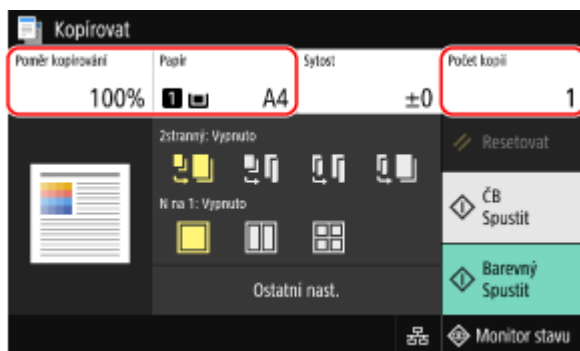 Kopírovat
Poměr kopírování
100%
Papír
1 A4
Sytost
±0
Počet kopií
1
2stranný: Vypnuto
N na 1: Vypnuto
Ostatní nast.
Resetovat
ČB
Spustit
Barevný
Spustit
Monitor stavu